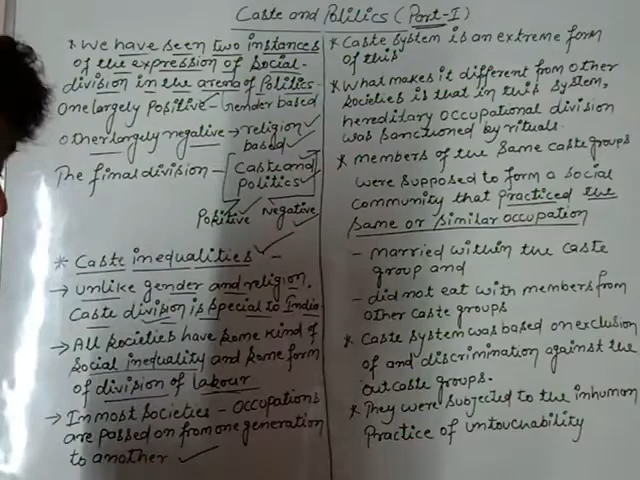 Caste and Politics (Part-I)
* We have seen two instances
of the expression of social
division in the arena of Politics.
One largely positive - Gender based
Other largely negative → religion
based
The final division - Caste and
Politics
Positive Negative
* Caste inequalities -
→ Unlike gender and religion.
Caste division is special to India
→ All societies have some kind of
social inequality and some form
of division of labour
→ In most societies - occupations
are passed on from one generation
to another
* Caste system is an extreme form
of this
* What makes it different from other
societies is that in this system,
hereditary occupational division
was sanctioned by rituals.
* members of the same caste groups
were supposed to form a social
community that practiced the
same or similar occupation
- married within the caste
group and
- did not eat with members from
other caste groups
* Caste system was based on exclusion
of and discrimination against the
outcaste groups.
* They were subjected to the inhuman
Practice of untouchability